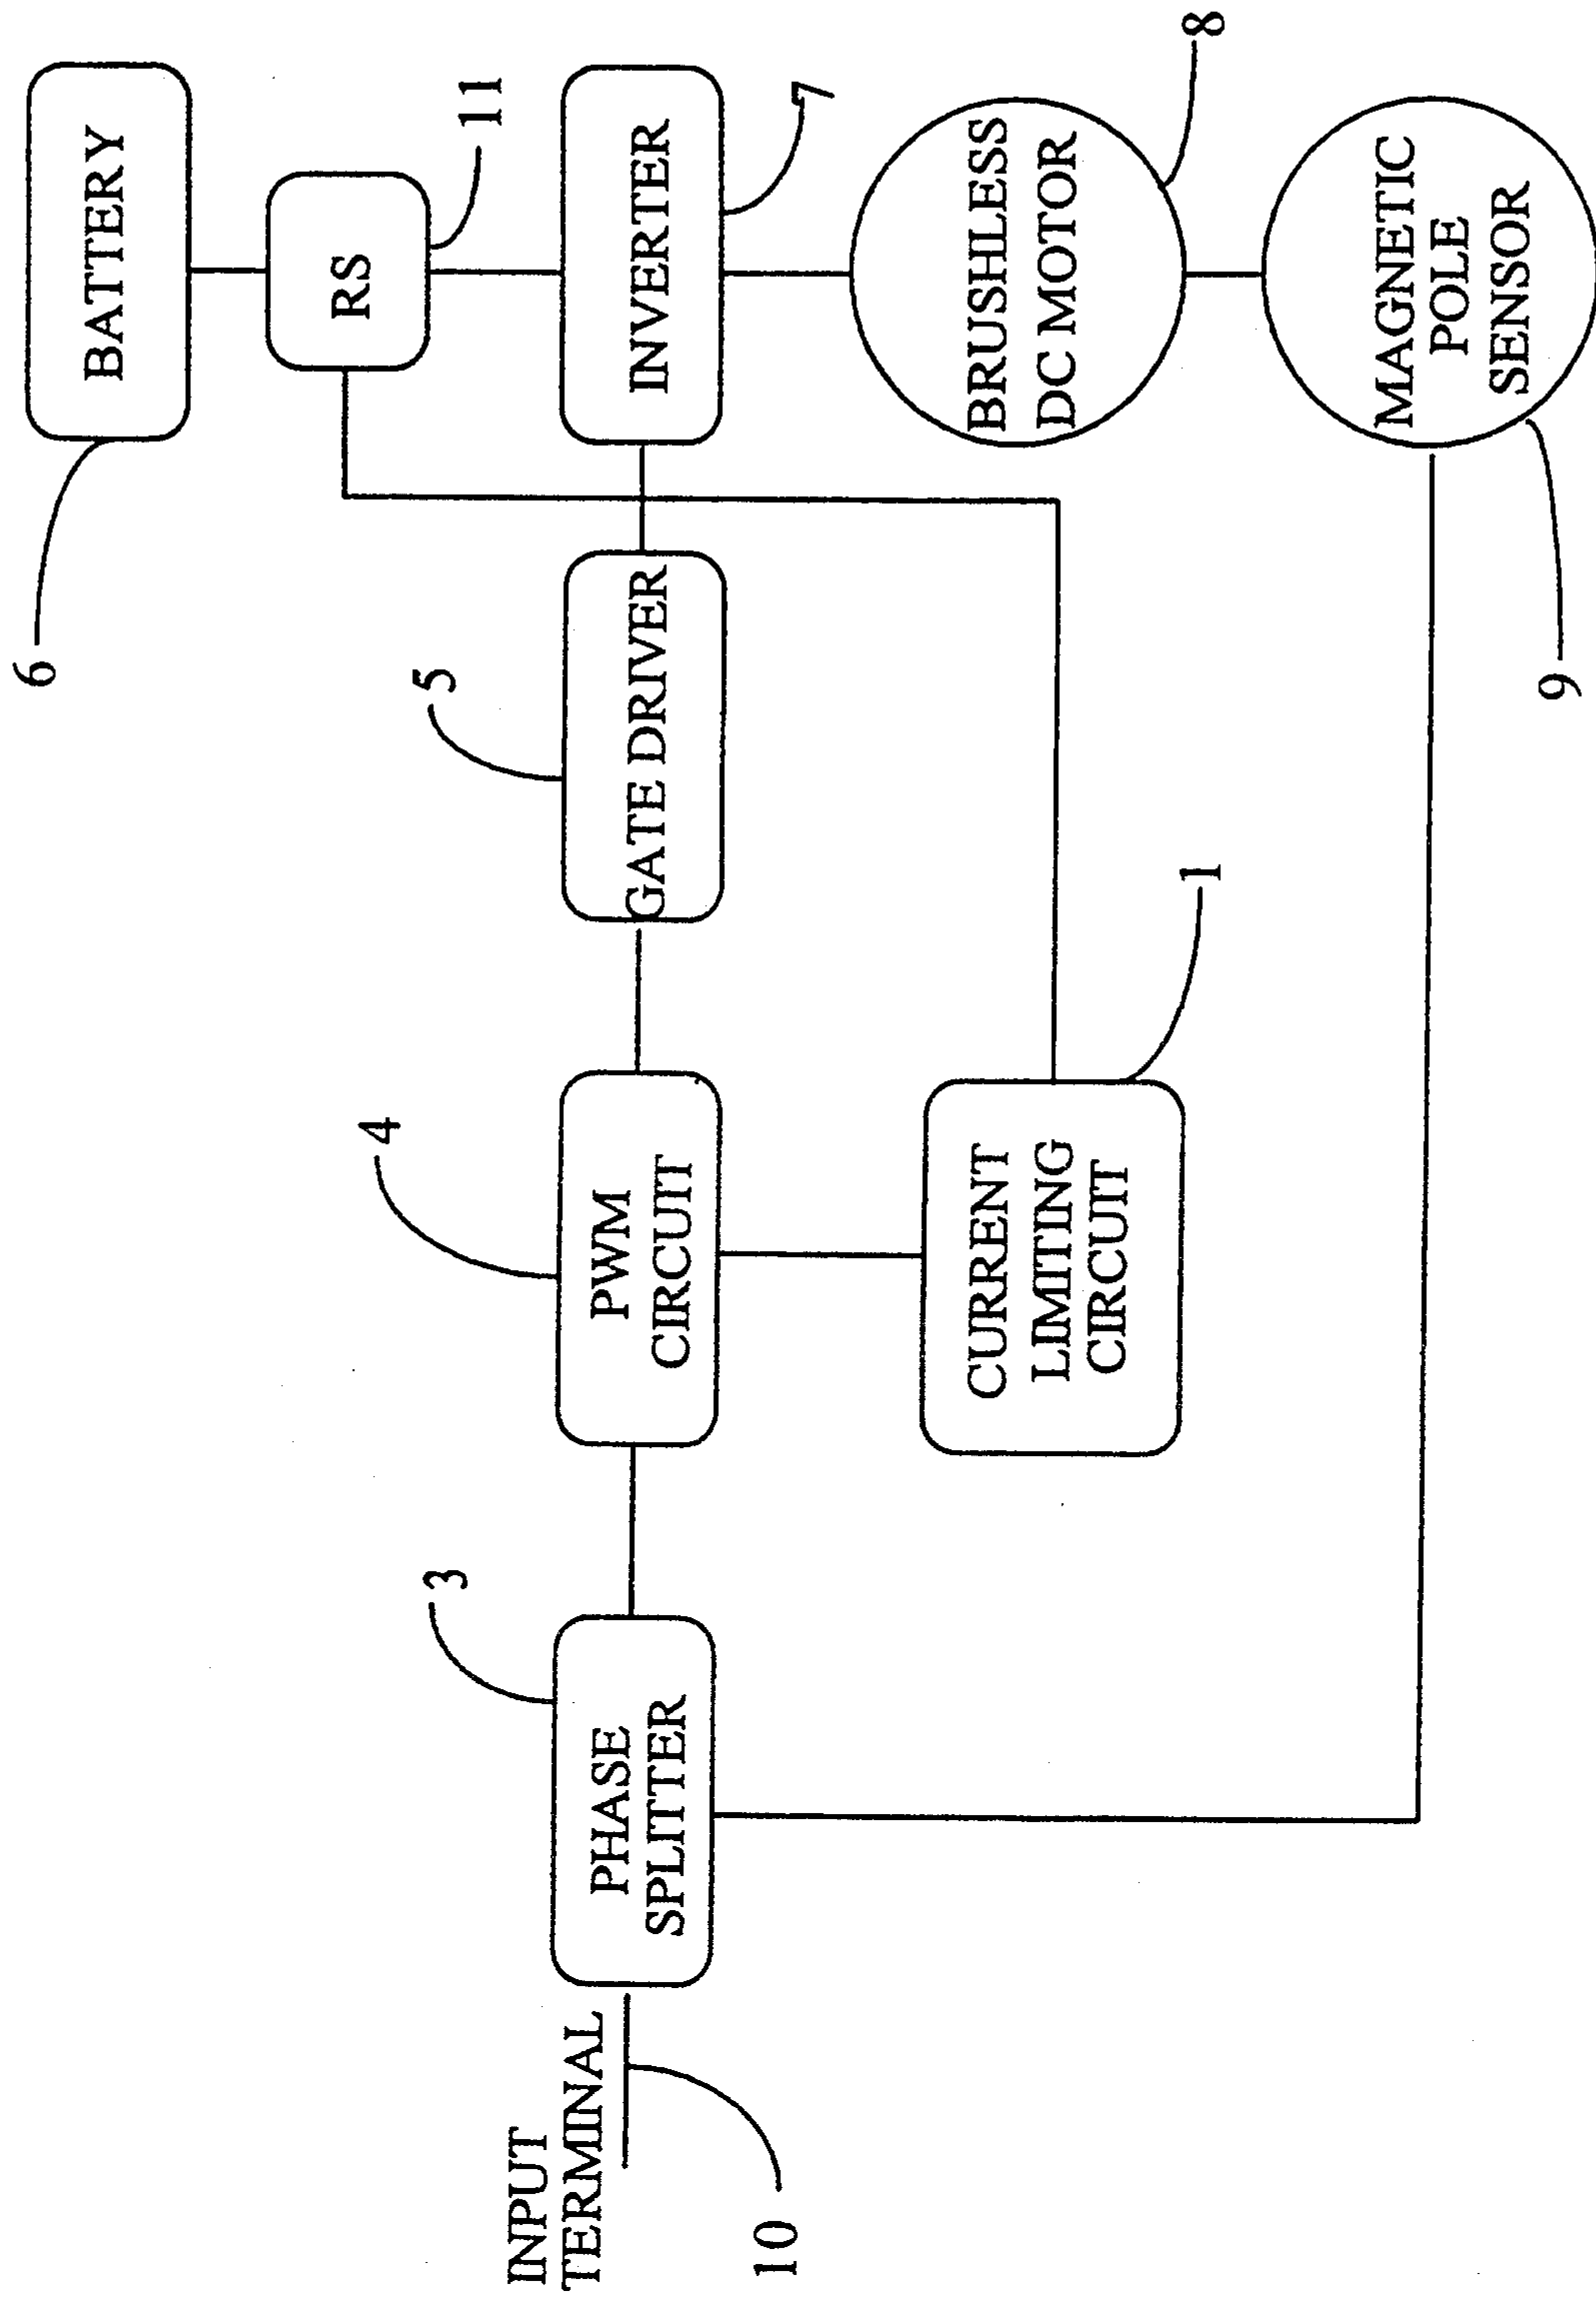 BATTERY
6
RS
11
INPUT
TERMINAL
10
PHASE
SPLITTER
3
PWM
CIRCUIT
4
GATE DRIVER
5
INVERTER
7
CURRENT
LIMITING
CIRCUIT
1
BRUSHLESS
DC MOTOR
8
MAGNETIC
POLE
SENSOR
9